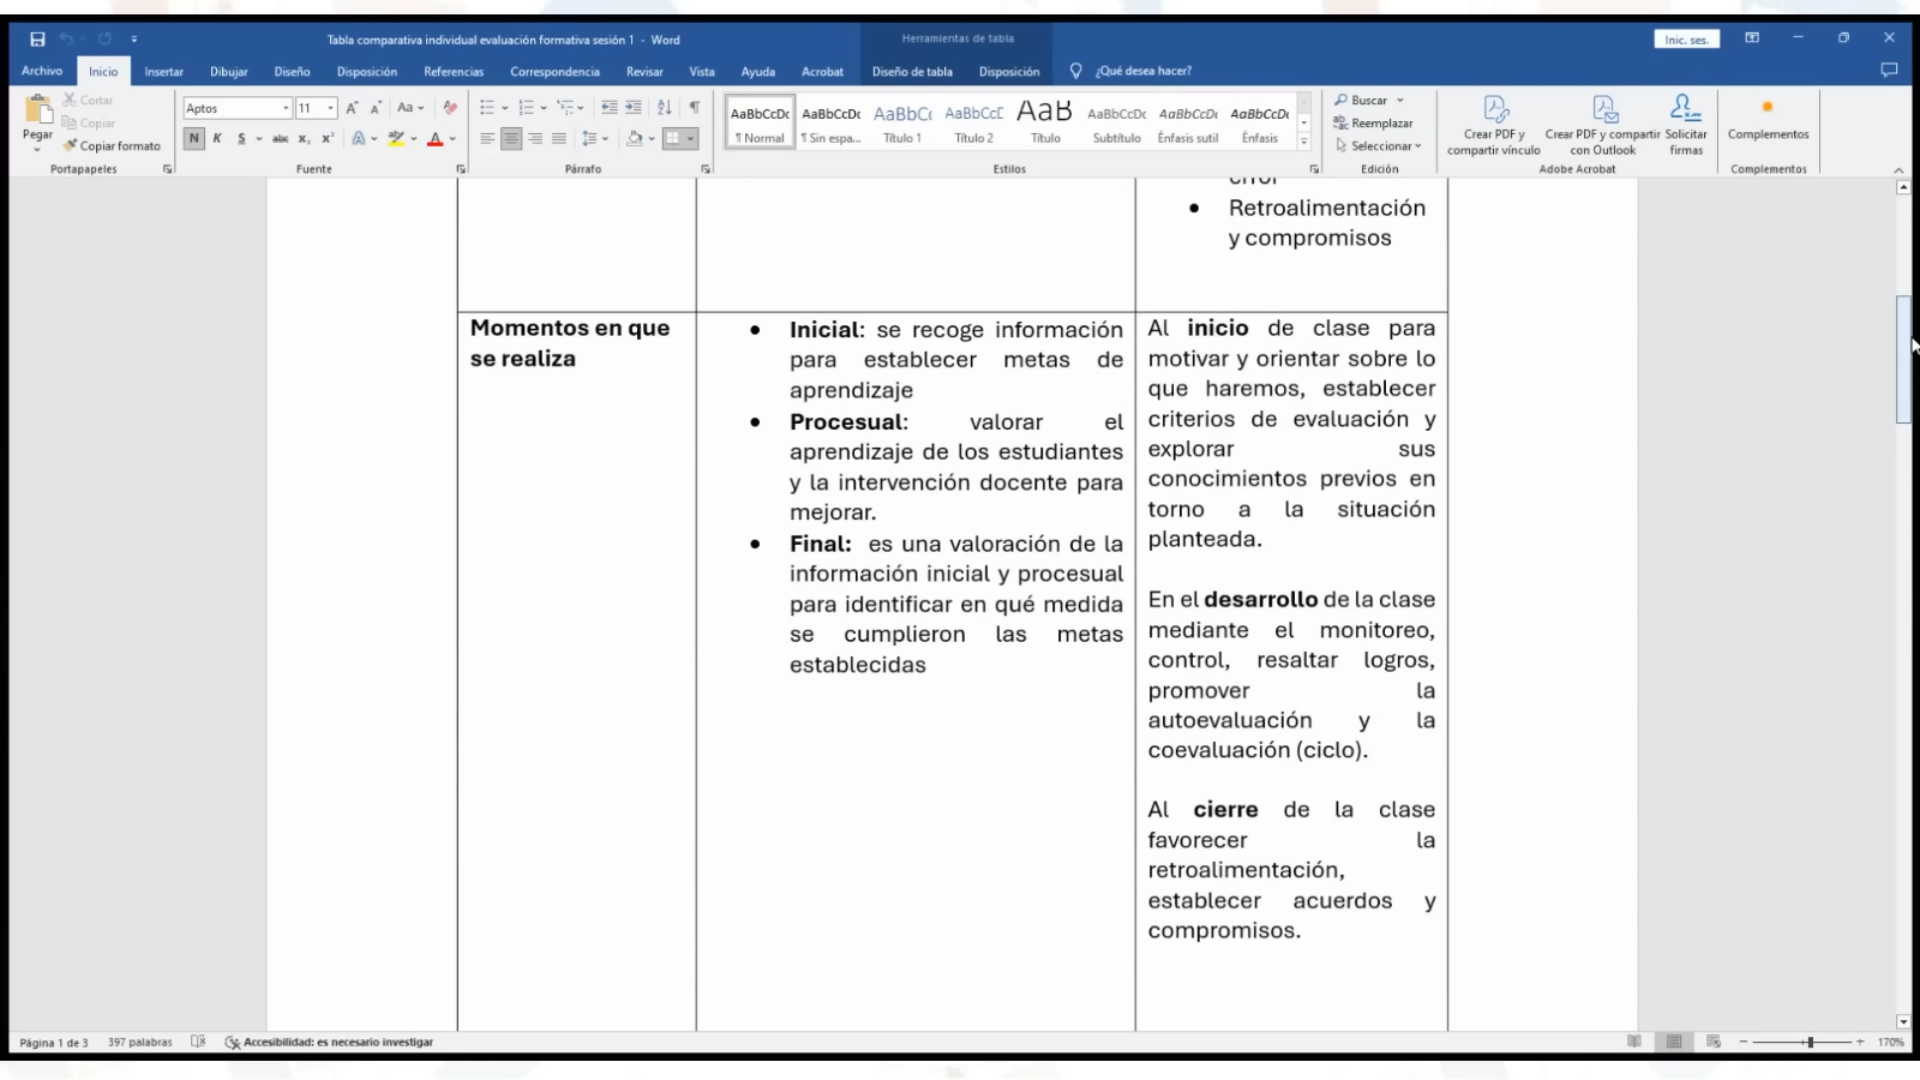 Tabla comparativa individual evaluación formativa sesión 1 - Word
Herramientas de tabla
Inic. ses.
Archivo Inicio Insertar Dibujar Diseño Disposición Referencias Correspondencia Revisar Vista Ayuda Acrobat Diseño de tabla Disposición ¿Qué desea hacer?
Pegar
Cortar
Copiar
Copiar formato
Portapapeles
Aptos 11
Aa
N K S abc x, x²
Fuente
Párrafo
AaBbCcDc AaBbCcDc AaBbCc AaBbCcE AaB AaBbCcDc AaBbCcDc AaBbCcDc
¶ Normal ¶ Sin espa... Título 1 Título 2 Título Subtítulo Énfasis sutil Énfasis
Estilos
Buscar
Reemplazar
Seleccionar
Edición
Crear PDF y
compartir vínculo
Crear PDF y compartir
con Outlook
Solicitar
firmas
Adobe Acrobat
Complementos
Complementos
error
• Retroalimentación
y compromisos
Momentos en que
se realiza
• Inicial: se recoge información
para establecer metas de
aprendizaje
• Procesual: valorar el
aprendizaje de los estudiantes
y la intervención docente para
mejorar.
• Final: es una valoración de la
información inicial y procesual
para identificar en qué medida
se cumplieron las metas
establecidas
Al inicio de clase para
motivar y orientar sobre lo
que haremos, establecer
criterios de evaluación y
explorar sus
conocimientos previos en
torno a la situación
planteada.
En el desarrollo de la clase
mediante el monitoreo,
control, resaltar logros,
promover la
autoevaluación y la
coevaluación (ciclo).
Al cierre de la clase
favorecer la
retroalimentación,
establecer acuerdos y
compromisos.
Página 1 de 3 397 palabras Accesibilidad: es necesario investigar
170%